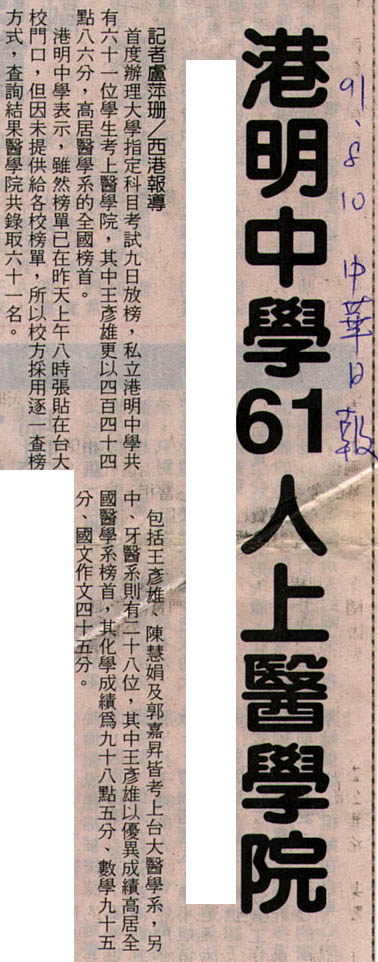 91、8、10 中華日報
港明中學61人上醫學院
記者盧萍珊／西港報導
首度辦理大學指定科目考試九日放榜，私立港明中學共
有六十一位學生考上醫學院，其中王彥雄更以四百四十四
點八六分，高居醫學系的全國榜首。
港明中學表示，雖然榜單已在昨天上午八時張貼在台大
校門口，但因未提供給各校榜單，所以校方採用逐一查榜
方式，查詢結果醫學院共錄取六十一名。
包括王彥雄、陳慧娟及郭嘉昇皆考上台大醫學系，另
中、牙醫系則有二十八位，其中王彥雄以優異成績高居全
國醫學系榜首，其化學成績爲九十八點五分、數學九十五
分、國文作文四十五分。